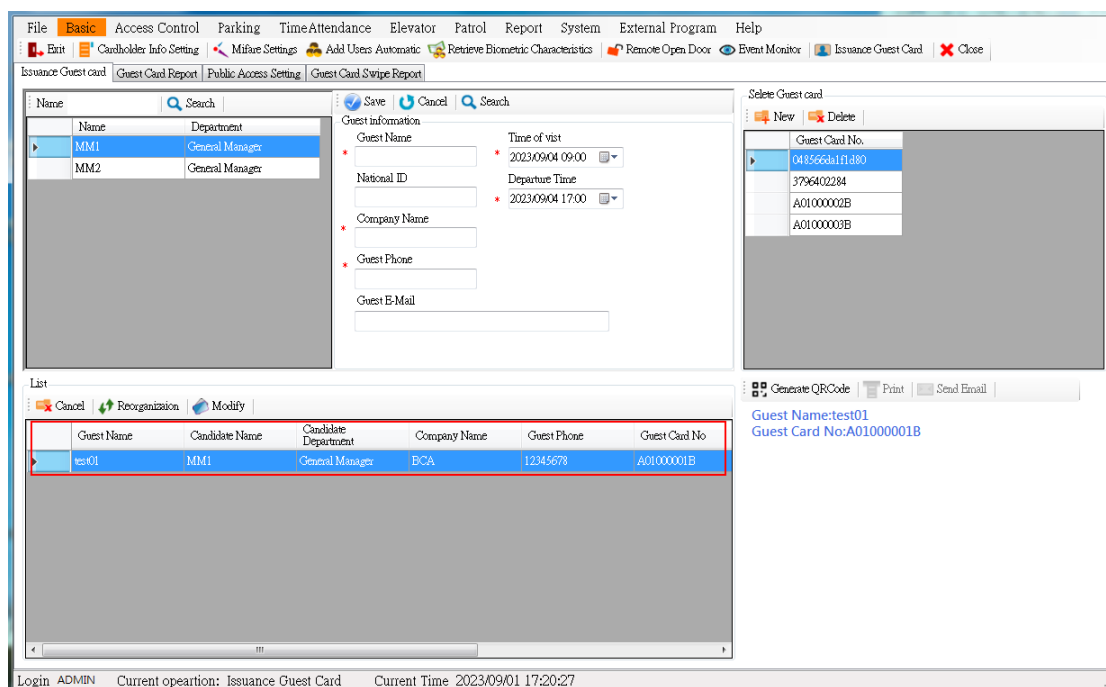 File Basic Access Control Parking TimeAttendance Elevator Patrol Report System External Program Help
Exit Cardholder Info Setting Mifare Settings Add Users Automatic Retrieve Biometric Characteristics Remote Open Door Event Monitor Issuance Guest Card Close
Issuance Guest card Guest Card Report Public Access Setting Guest Card Swipe Report
Name Search
Name Department
MM1 General Manager
MM2 General Manager
Save Cancel Search
Guest information
Guest Name Time of vist
* * 2023/09/04 09:00
National ID Departure Time
* 2023/09/04 17:00
Company Name
*
Guest Phone
*
Guest E-Mail
Selete Guest card
New Delete
Guest Card No.
048566da1f1d80
3796402284
A01000002B
A01000003B
List
Cancel Reorganizaion Modify
Guest Name Candidate Name Candidate Department Company Name Guest Phone Guest Card No
test01 MM1 General Manager BCA 12345678 A01000001B
Generate QRCode Print Send Email
Guest Name:test01
Guest Card No:A01000001B
Login ADMIN Current opeartion: Issuance Guest Card Current Time 2023/09/01 17:20:27